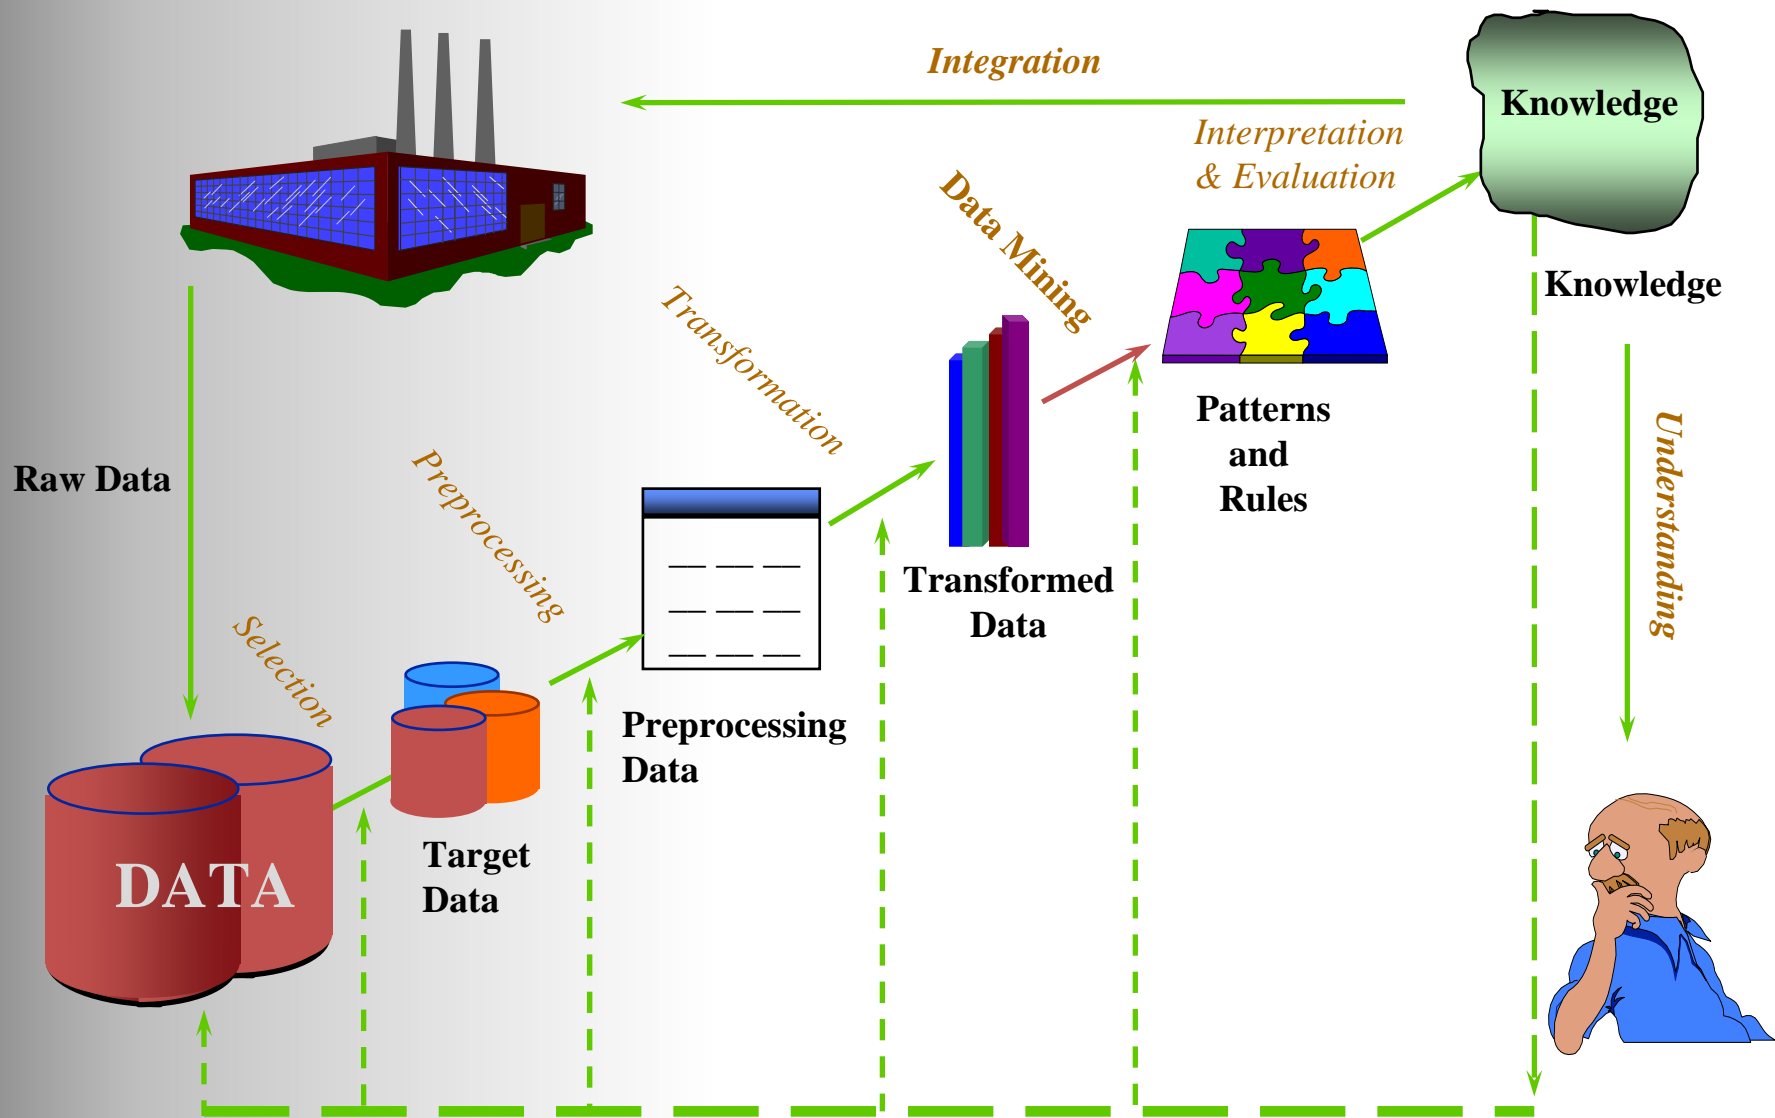 Integration
Knowledge
Interpretation
& Evaluation
Data Mining
Knowledge
Transformation
Patterns
and
Rules
Understanding
Raw Data
Preprocessing
Transformed
Data
Selection
Preprocessing
Data
Target
Data
DATA